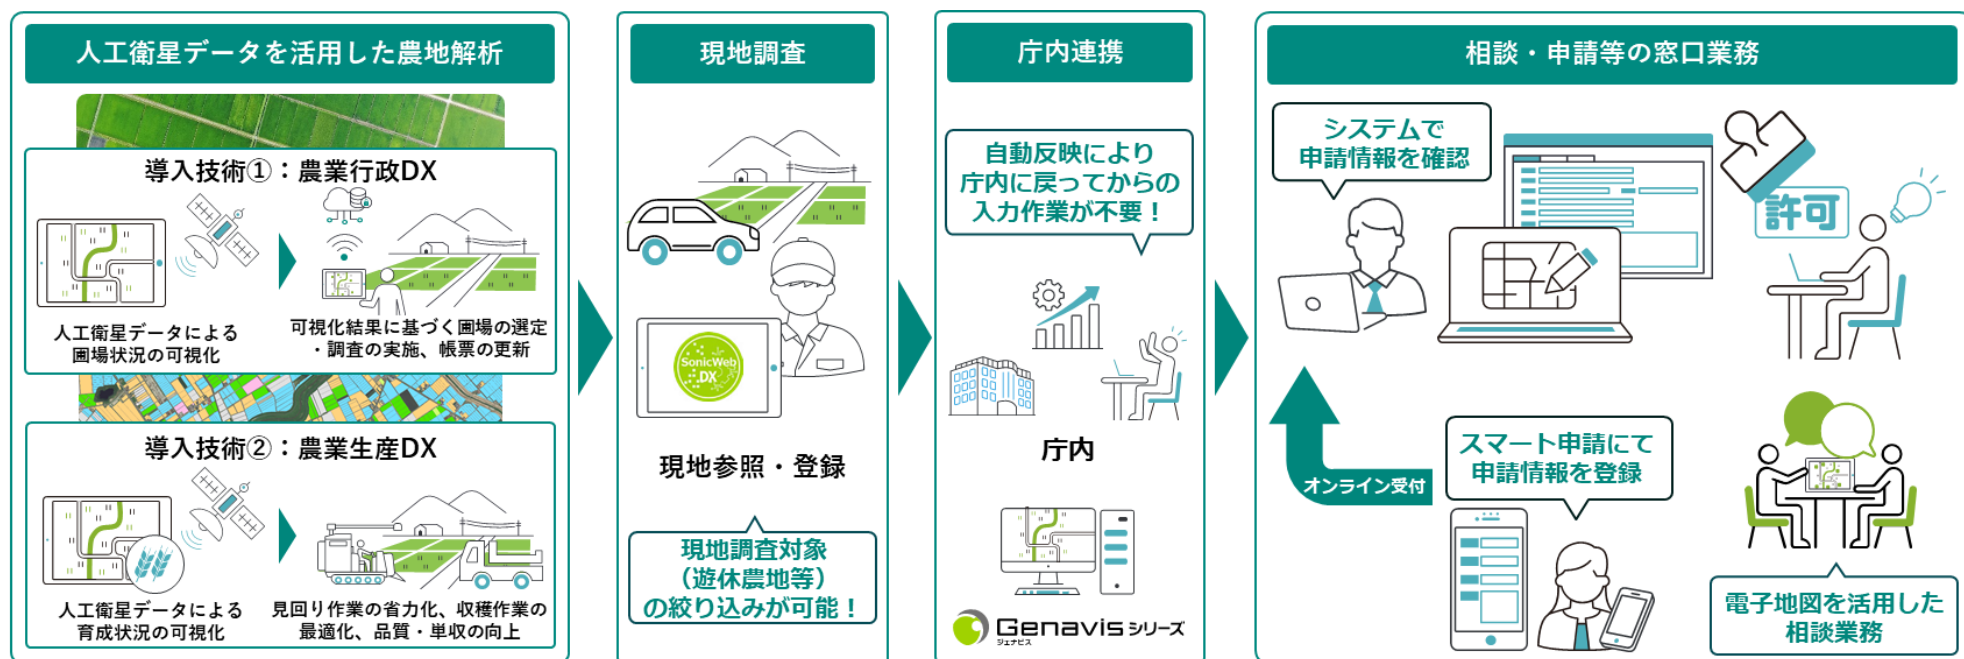 人工衛星データを活用した農地解析
導入技術①：農業行政DX
人工衛星データによる
圃場状況の可視化
可視化結果に基づく圃場の選定
・調査の実施、帳票の更新
導入技術②：農業生産DX
人工衛星データによる
育成状況の可視化
見回り作業の省力化、収穫作業の
最適化、品質・単収の向上
現地調査
SonicWeb
DX
現地参照・登録
現地調査対象
（遊休農地等）
の絞り込みが可能！
庁内連携
自動反映により
庁内に戻ってからの
入力作業が不要！
庁内
Genavisシリーズ
ジェナビス
相談・申請等の窓口業務
システムで
申請情報を確認
許可
オンライン受付
スマート申請にて
申請情報を登録
電子地図を活用した
相談業務